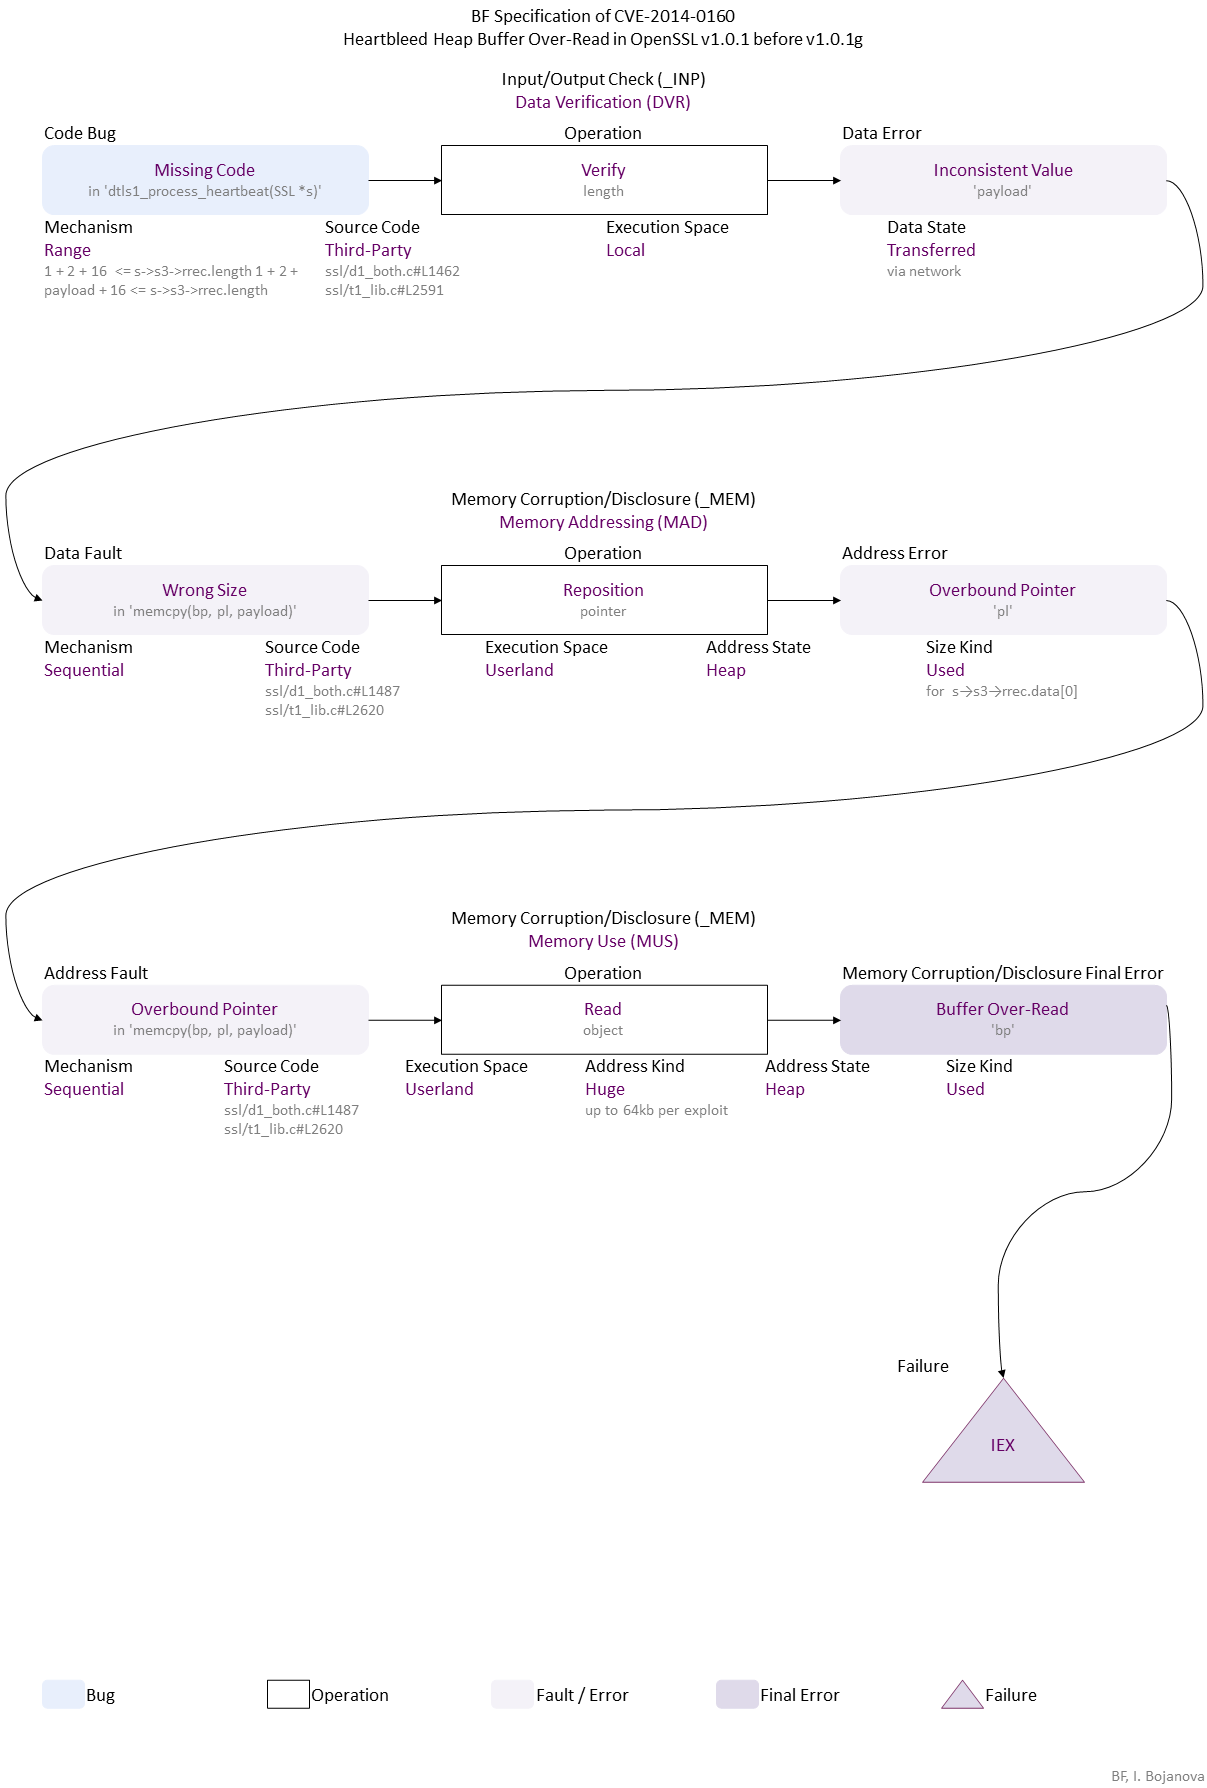 BF Specification of CVE-2014-0160
Heartbleed Heap Buffer Over-Read in OpenSSL v1.0.1 before v1.0.1g
Input/Output Check (_INP)
Data Verification (DVR)
Code Bug
Operation
Data Error
Missing Code
in 'dtls1_process_heartbeat(SSL *s)'
Verify
length
Inconsistent Value
'payload'
Mechanism
Range
1 + 2 + 16 <= s->s3->rrec.length 1 + 2 +
payload + 16 <= s->s3->rrec.length
Source Code
Third-Party
ssl/d1_both.c#L1462
ssl/t1_lib.c#L2591
Execution Space
Local
Data State
Transferred
via network
Memory Corruption/Disclosure (_MEM)
Memory Addressing (MAD)
Data Fault
Operation
Address Error
Wrong Size
in 'memcpy(bp, pl, payload)'
Reposition
pointer
Overbound Pointer
'pl'
Mechanism
Sequential
Source Code
Third-Party
ssl/d1_both.c#L1487
ssl/t1_lib.c#L2620
Execution Space
Userland
Address State
Heap
Size Kind
Used
for s→s3→rrec.data[0]
Memory Corruption/Disclosure (_MEM)
Memory Use (MUS)
Address Fault
Operation
Memory Corruption/Disclosure Final Error
Overbound Pointer
in 'memcpy(bp, pl, payload)'
Read
object
Buffer Over-Read
'bp'
Mechanism
Sequential
Source Code
Third-Party
ssl/d1_both.c#L1487
ssl/t1_lib.c#L2620
Execution Space
Userland
Address Kind
Huge
up to 64kb per exploit
Address State
Heap
Size Kind
Used
Failure
IEX
Bug
Operation
Fault / Error
Final Error
Failure
BF, I. Bojanova